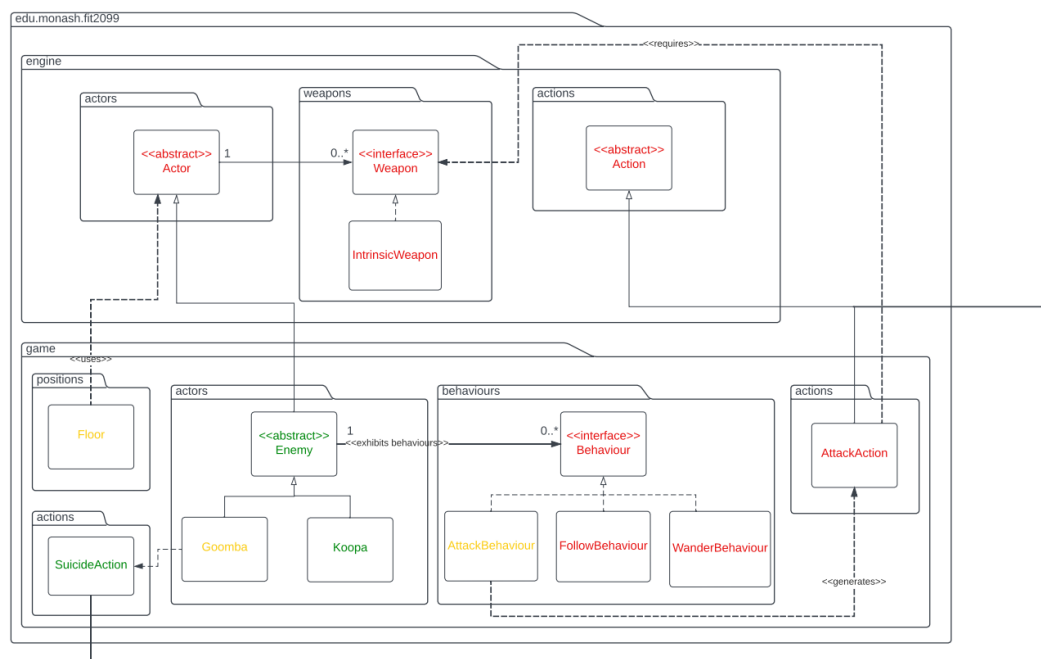 edu.monash.fit2099
<<requires>>
engine
actors
weapons
actions
<<abstract>>
Actor
1
0..*
<<interface>>
Weapon
<<abstract>>
Action
IntrinsicWeapon
game
<<uses>>
positions
actors
behaviours
actions
Floor
<<abstract>>
Enemy
1
<<exhibits behaviours>>
0..*
<<interface>>
Behaviour
AttackAction
actions
SuicideAction
Goomba
Koopa
AttackBehaviour
FollowBehaviour
WanderBehaviour
<<generates>>